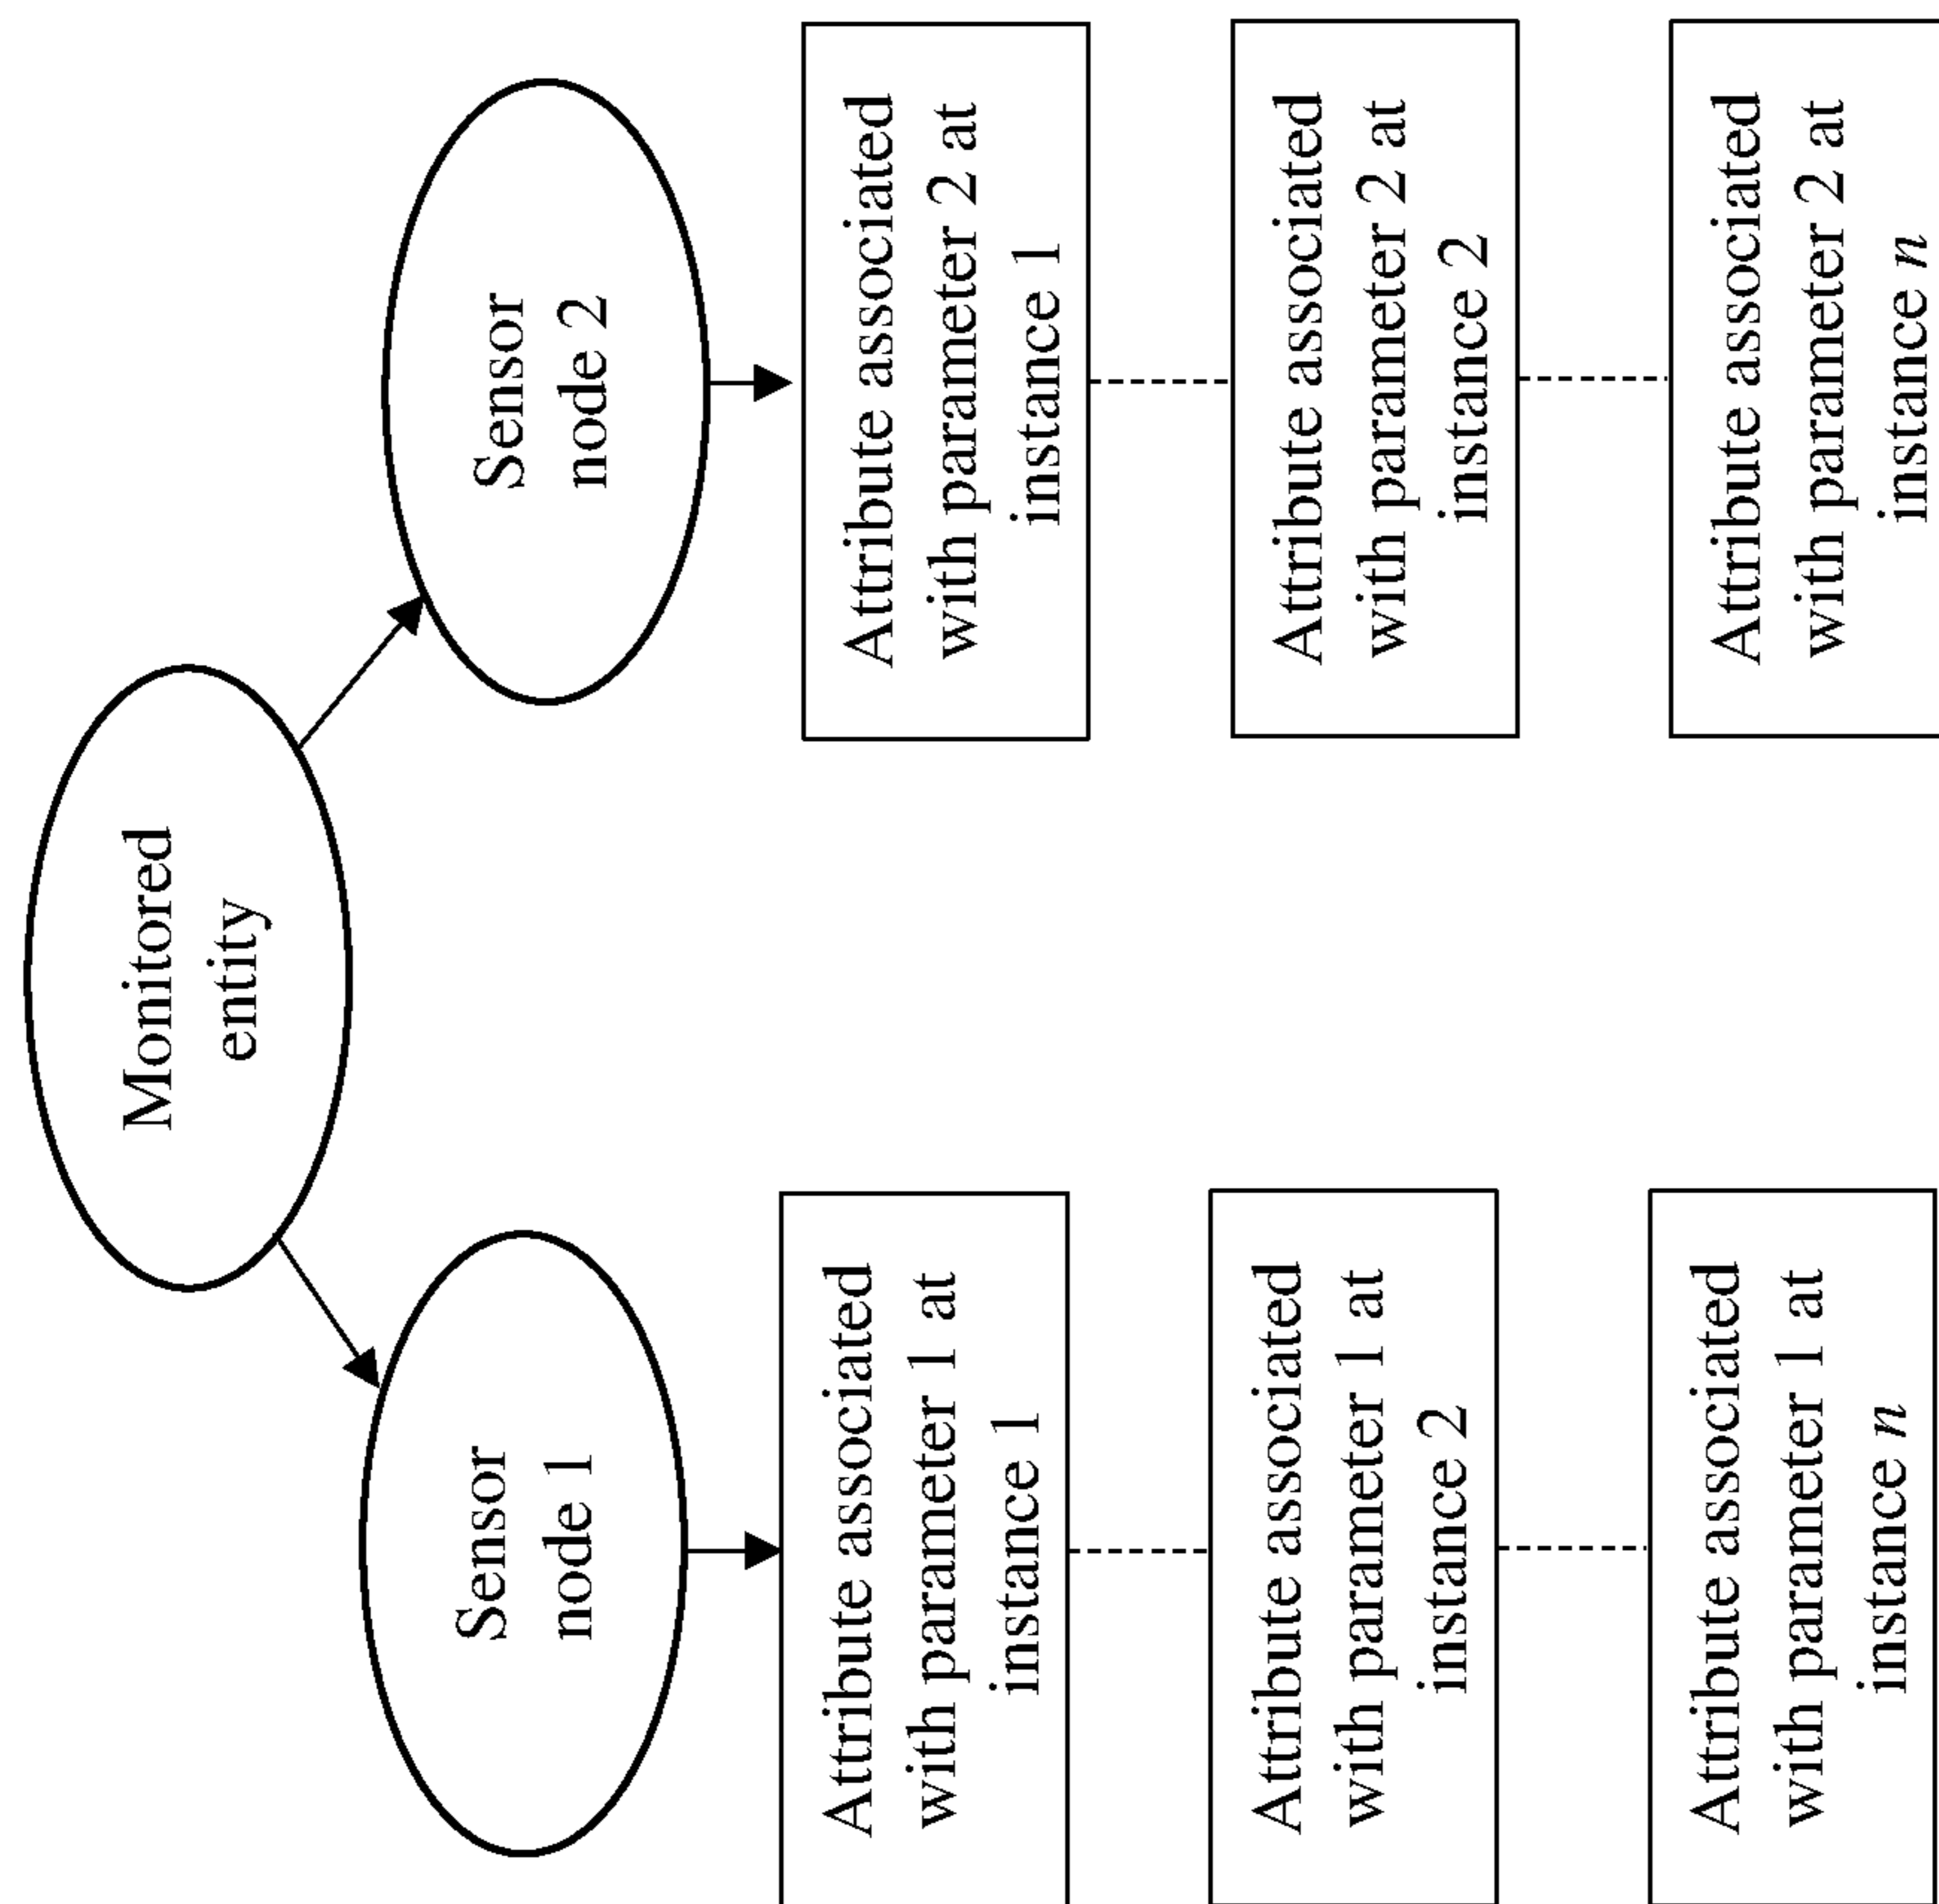 Monitored
entity
Sensor
node 1
Sensor
node 2
Attribute associated
with parameter 1 at
instance 1
Attribute associated
with parameter 2 at
instance 1
Attribute associated
with parameter 1 at
instance 2
Attribute associated
with parameter 2 at
instance 2
Attribute associated
with parameter 1 at
instance n
Attribute associated
with parameter 2 at
instance n